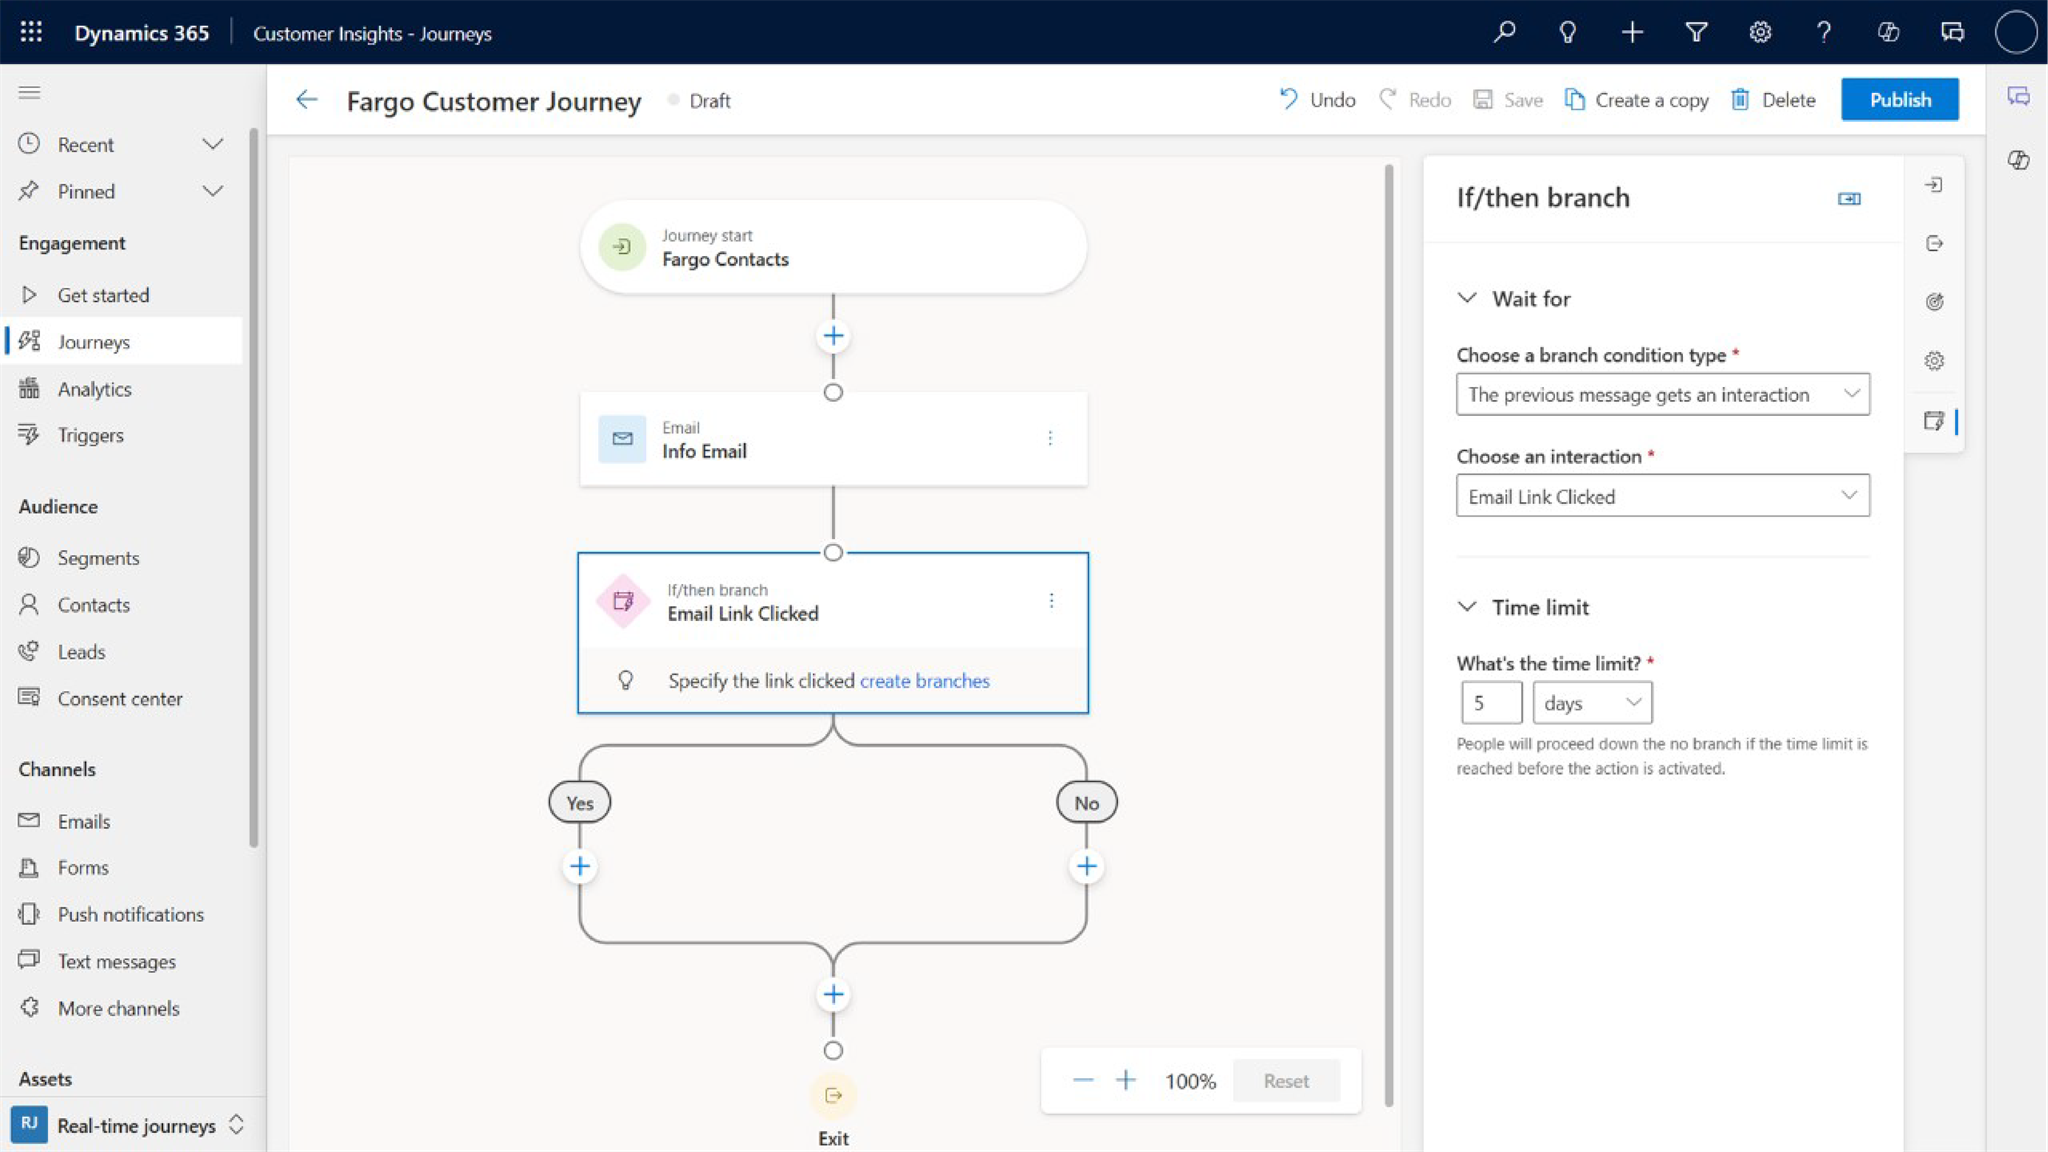 Dynamics 365
Customer Insights - Journeys
Recent
Pinned
Engagement
Get started
Journeys
Analytics
Triggers
Audience
Segments
Contacts
Leads
Consent center
Channels
Emails
Forms
Push notifications
Text messages
More channels
Assets
RJ
Real-time journeys
Fargo Customer Journey
Draft
Undo
Redo
Save
Create a copy
Delete
Publish
Journey start
Fargo Contacts
Email
Info Email
If/then branch
Email Link Clicked
Specify the link clicked create branches
Yes
No
Exit
100%
Reset
If/then branch
Wait for
Choose a branch condition type *
The previous message gets an interaction
Choose an interaction *
Email Link Clicked
Time limit
What's the time limit? *
5
days
People will proceed down the no branch if the time limit is
reached before the action is activated.